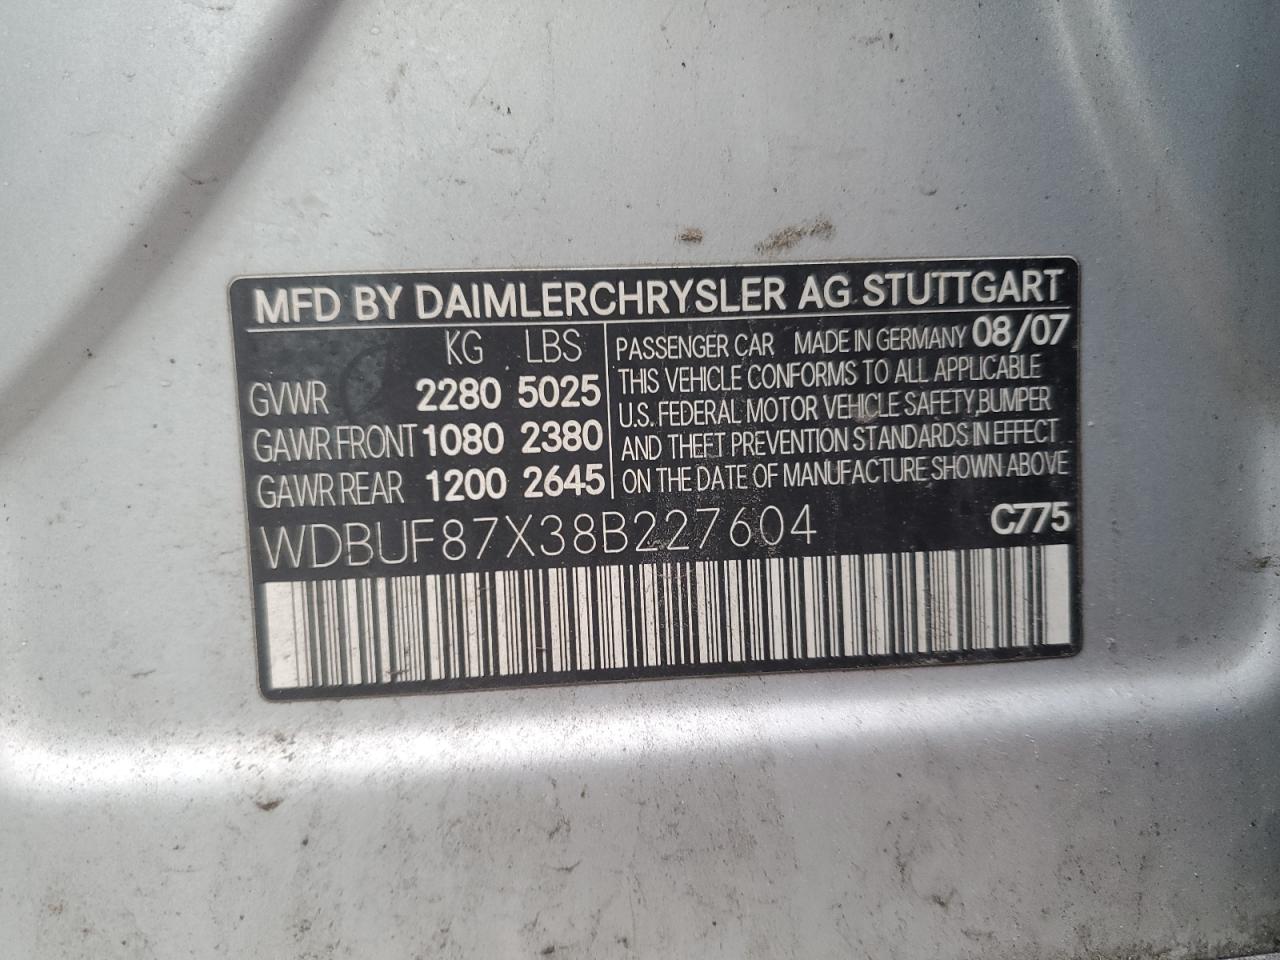 MFD BY DAIMLERCHRYSLER AG STUTTGART
KG LBS
GVWR 2280 5025
GAWR FRONT 1080 2380
GAWR REAR 1200 2645
PASSENGER CAR MADE IN GERMANY 08/07
THIS VEHICLE CONFORMS TO ALL APPLICABLE
U.S. FEDERAL MOTOR VEHICLE SAFETY,BUMPER
AND THEFT PREVENTION STANDARDS IN EFFECT
ON THE DATE OF MANUFACTURE SHOWN ABOVE
WDBUF87X38B227604 C775